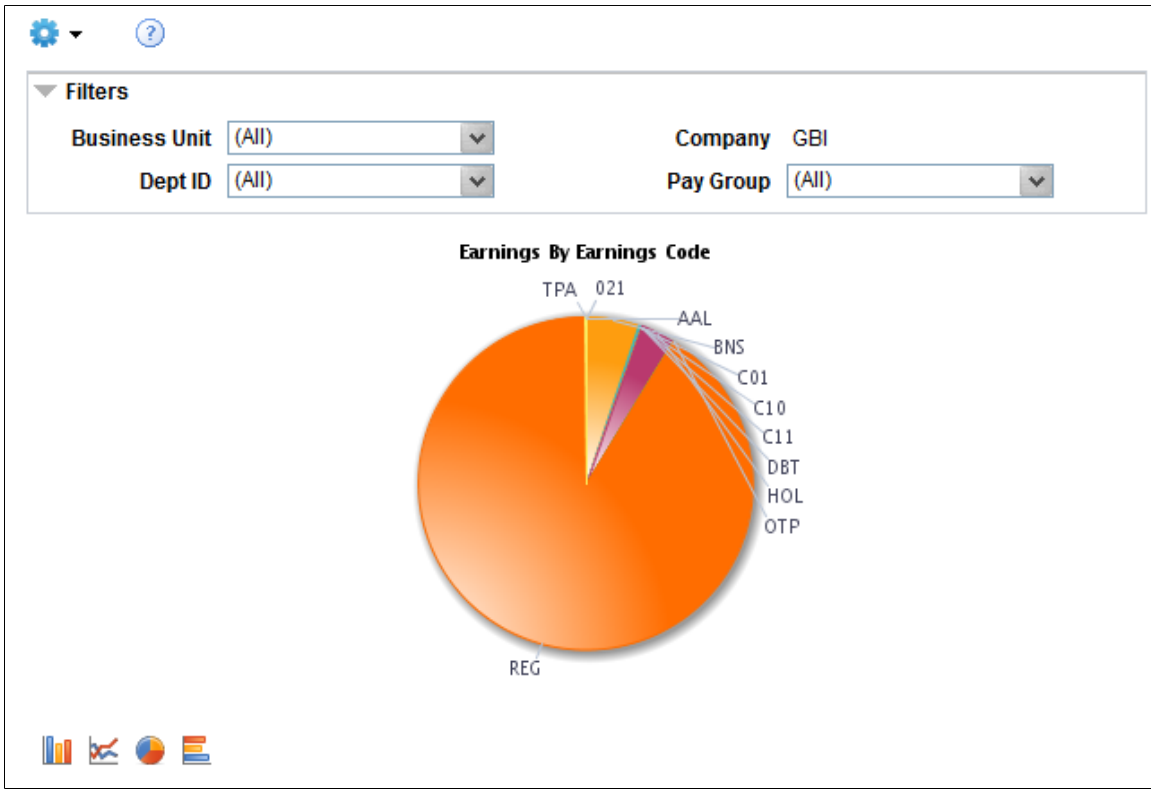 ?
Filters
Business Unit (All) Company GBI
Dept ID (All) Pay Group (All)
Earnings By Earnings Code
TPA 021
AAL
BNS
C01
C10
C11
DBT
HOL
OTP
REG